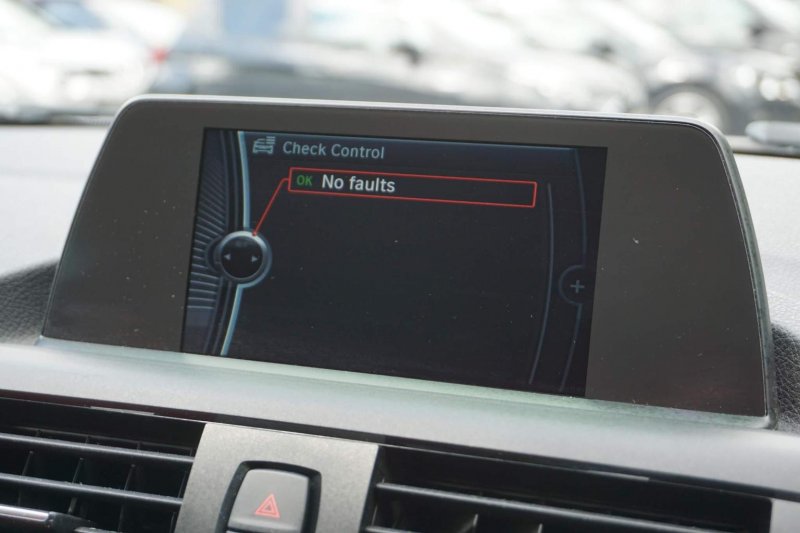 Check Control
OK No faults
+